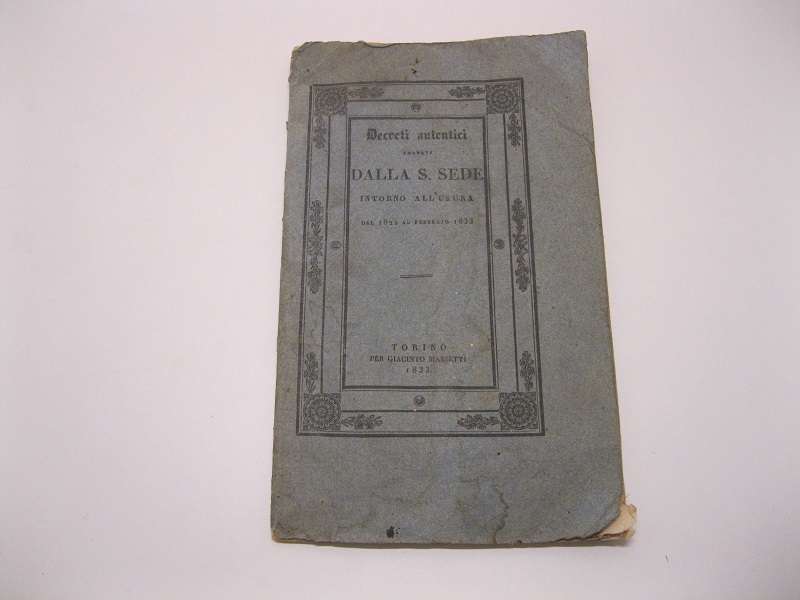 Decreti autentici
EMANATI
DALLA S. SEDE
INTORNO ALL'USURA
DAL 1822 AL FEBBRAIO 1833
TORINO
PER GIACINTO MARIETTI
1833